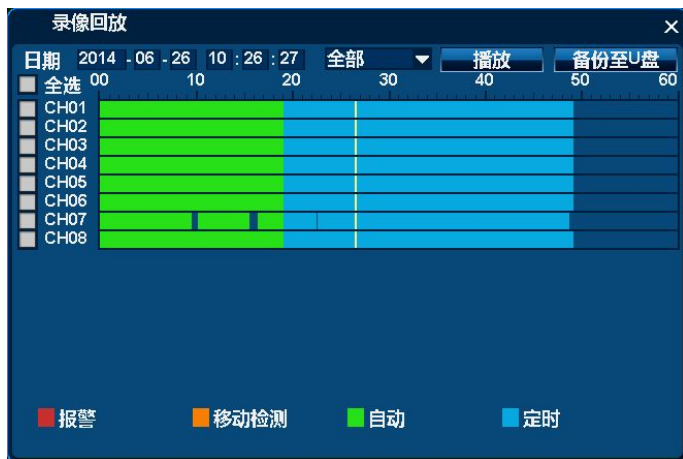 录像回放
日期 2014 - 06 - 26 10 : 26 : 27 全部 播放 备份至U盘
全选 00 10 20 30 40 50 60
CH01
CH02
CH03
CH04
CH05
CH06
CH07
CH08
报警 移动检测 自动 定时